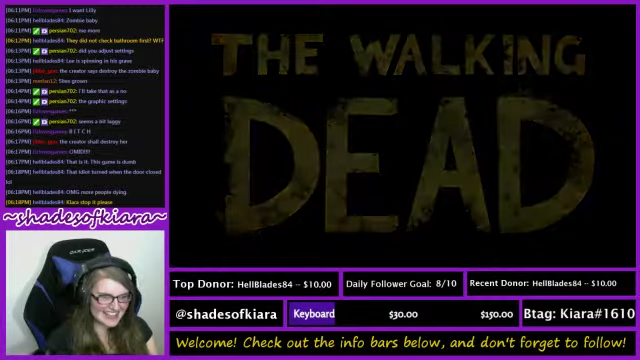 [06:11PM] I want Lilly
[06:11PM] hellblades84: Zombie baby
[06:11PM] persian702: me more
[06:12PM] hellblades84: They did not check bathroom first!! WTF
[06:13PM] persian702: did you adjust settings
[06:13PM] hellblades84: Lee is spinning in his grave
[06:13PM] the creator says destroy the zombie baby
[06:13PM] Shes grown
[06:14PM] persian702: i'll take that as a no
[06:14PM] persian702: the graphic settings
[06:16PM] ***
[06:16PM] persian702: seems a bit laggy
[06:16PM] B I T C H
[06:17PM] the creator shall destroy her
[06:17PM] OMID!!!!
[06:17PM] hellblades84: That is it. This game is dumb
[06:18PM] hellblades84: That idiot turned when the door closed
lol
[06:18PM] hellblades84: OMG more people dying
[06:18PM] hellblades84: Kiara stop it please
~shadesofkiara~
THE WALKING
DEAD
Top Donor: HellBlades84 -- $10.00
Daily Follower Goal: 8/10
Recent Donor: HellBlades84 -- $10.00
@shadesofkiara
Keyboard
$30.00
$150.00
Btag: Kiara#1610
Welcome! Check out the info bars below, and don't forget to follow!